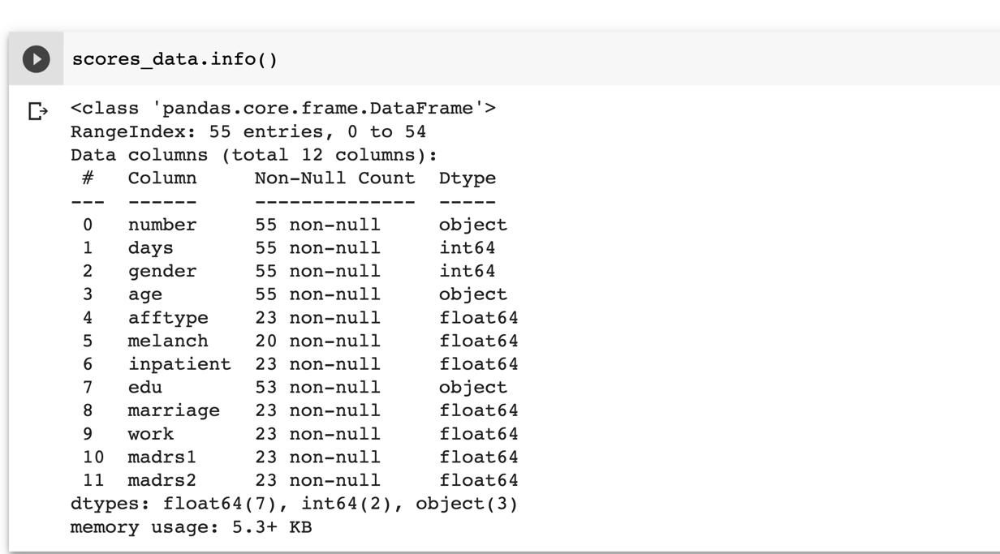 scores_data.info()
<class 'pandas.core.frame.DataFrame'>
RangeIndex: 55 entries, 0 to 54
Data columns (total 12 columns):
 #   Column     Non-Null Count  Dtype
---  ------     --------------  -----
 0   number     55 non-null     object
 1   days       55 non-null     int64
 2   gender     55 non-null     int64
 3   age        55 non-null     object
 4   afftype    23 non-null     float64
 5   melanch    20 non-null     float64
 6   inpatient  23 non-null     float64
 7   edu        53 non-null     object
 8   marriage   23 non-null     float64
 9   work       23 non-null     float64
 10  madrs1     23 non-null     float64
 11  madrs2     23 non-null     float64
dtypes: float64(7), int64(2), object(3)
memory usage: 5.3+ KB